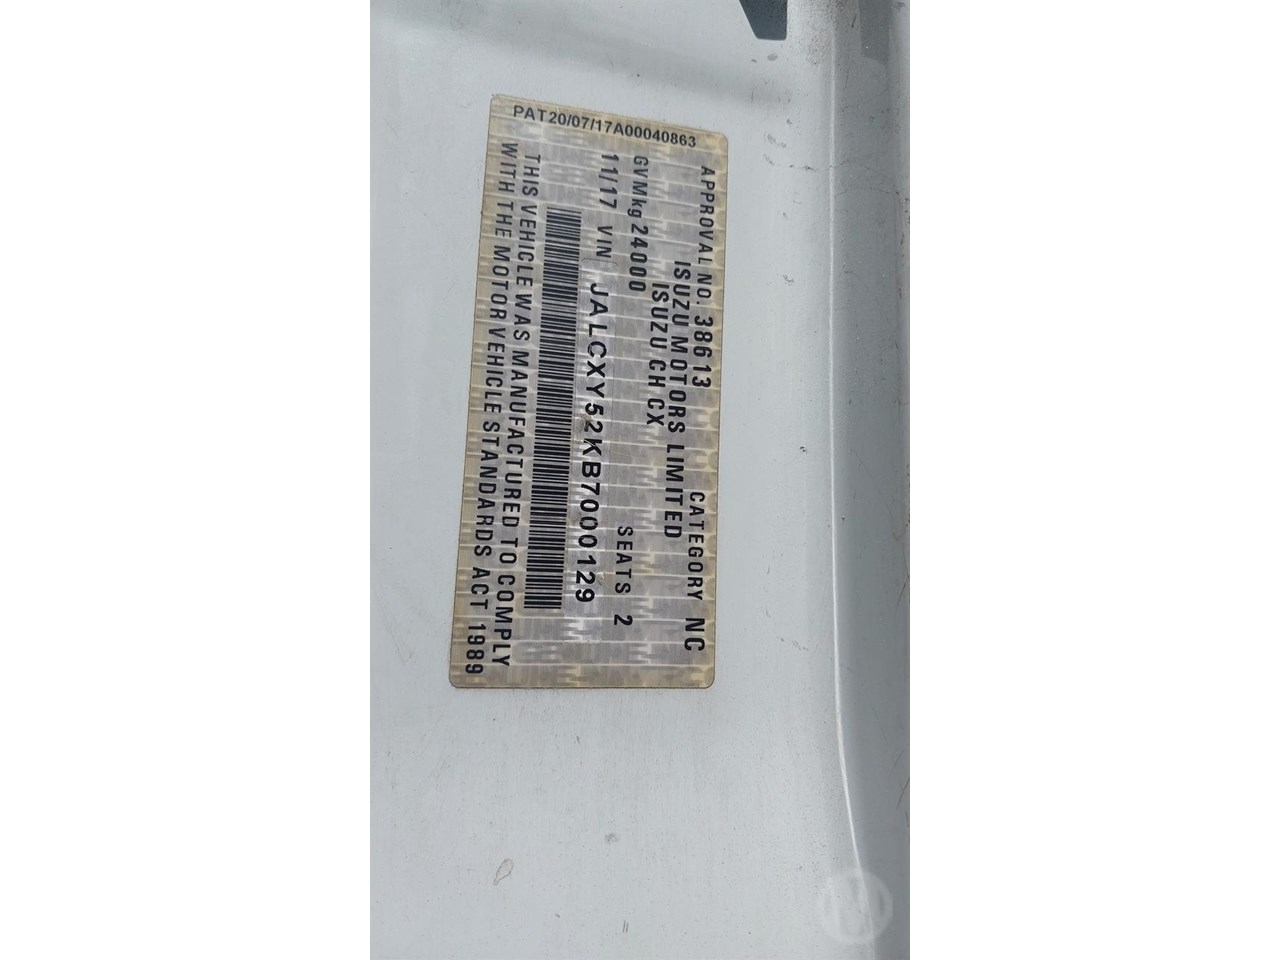 PAT20/07/17A00040863
APPROVAL NO. 38613 CATEGORY NC
ISUZU MOTORS LIMITED
ISUZU CH CX
GVMkg 24000 SEATS 2
11/17 VIN JALCXY52KB7000129
THIS VEHICLE WAS MANUFACTURED TO COMPLY
WITH THE MOTOR VEHICLE STANDARDS ACT 1989